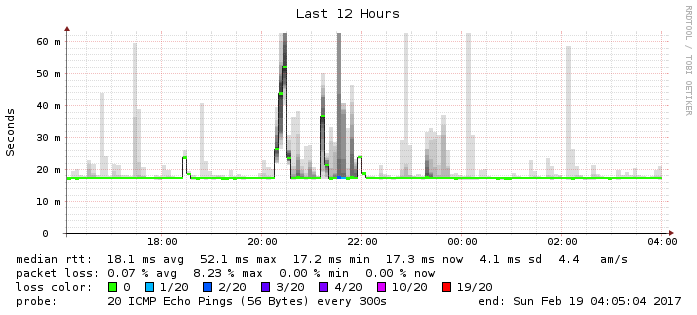 Last 12 Hours
RRDTOOL / TOBI OETIKER
Seconds
60 m
50 m
40 m
30 m
20 m
10 m
0
18:00 20:00 22:00 00:00 02:00 04:00
median rtt: 18.1 ms avg 52.1 ms max 17.2 ms min 17.3 ms now 4.1 ms sd 4.4 am/s
packet loss: 0.07 % avg 8.23 % max 0.00 % min 0.00 % now
loss color: 0 1/20 2/20 3/20 4/20 10/20 19/20
probe: 20 ICMP Echo Pings (56 Bytes) every 300s end: Sun Feb 19 04:05:04 2017